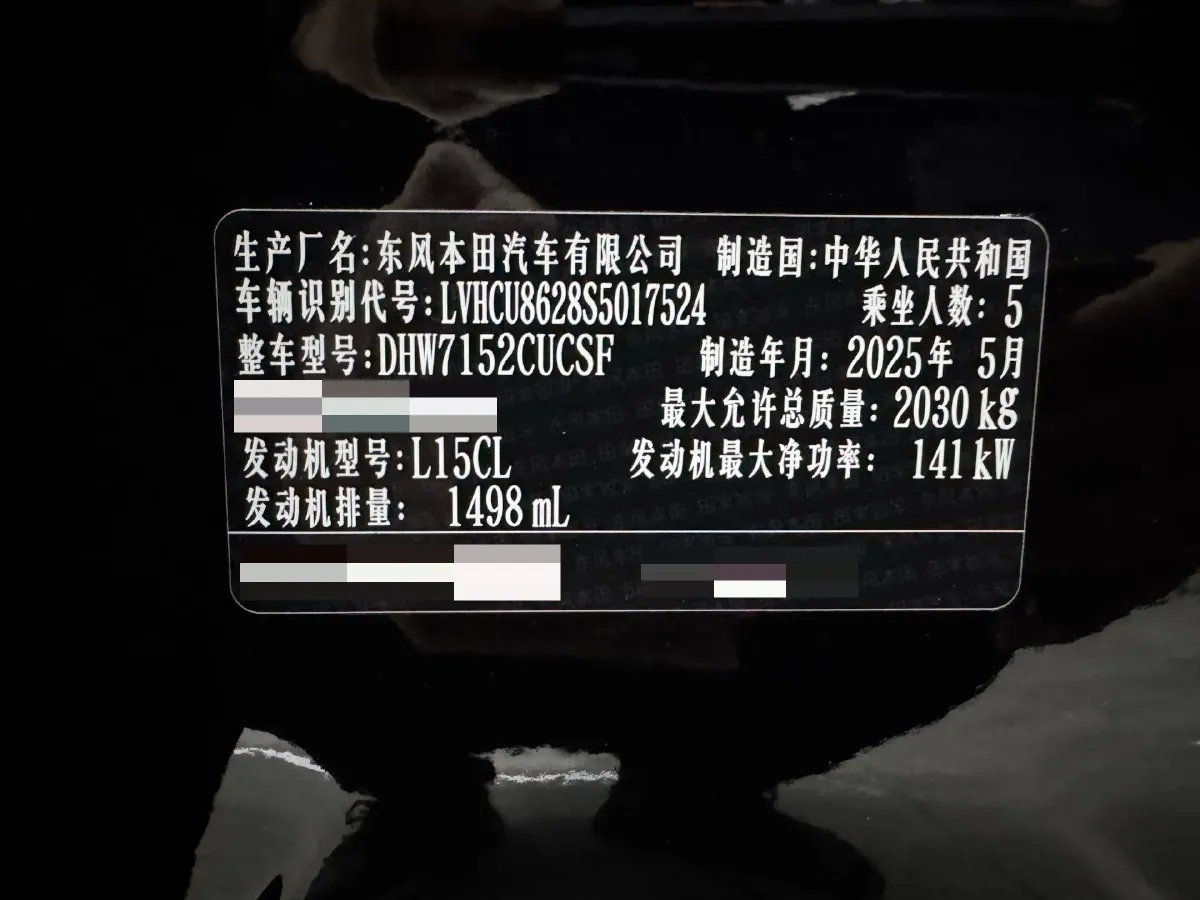 生产厂名:东风本田汽车有限公司 制造国:中华人民共和国
车辆识别代号:LVHCU8628S5017524 乘坐人数: 5
整车型号:DHW7152CUCSF 制造年月: 2025年 5月
最大允许总质量: 2030 kg
发动机型号:L15CL 发动机最大净功率: 141 kW
发动机排量: 1498 mL